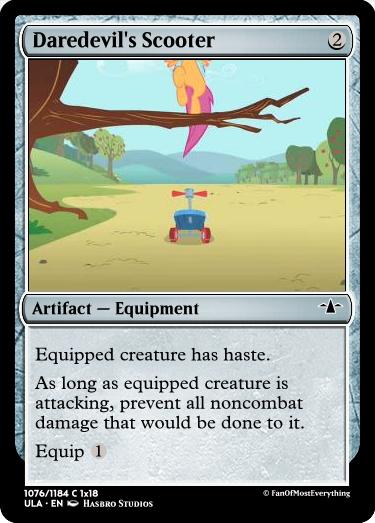 Daredevil's Scooter 2
Artifact — Equipment
Equipped creature has haste.
As long as equipped creature is
attacking, prevent all noncombat
damage that would be done to it.
Equip 1
1076/1184 C 1x18
ULA • EN Hasbro Studios
© FanOfMostEverything